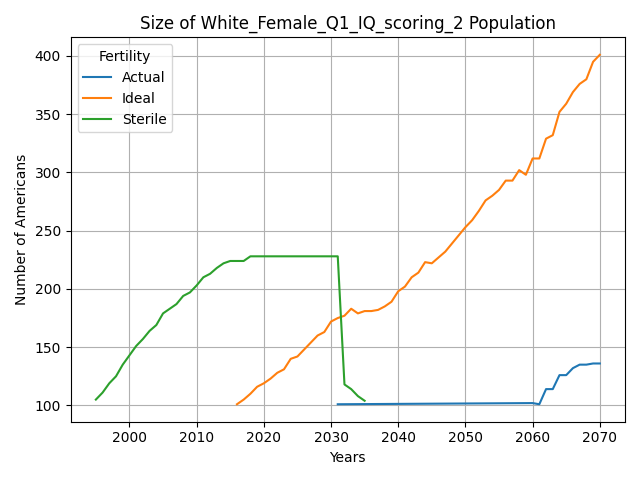 Size of White_Female_Q1_IQ_scoring_2 Population
Fertility
Actual
Ideal
Sterile
Number of Americans
400
350
300
250
200
150
100
2000 2010 2020 2030 2040 2050 2060 2070
Years